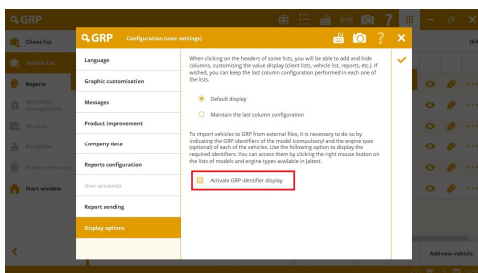 GRP
Client list
Vehicle list
Reports
Workshop management
Start window
GRP Configuration (user settings)
Language
Graphic customisation
Messages
Product improvement
Company data
Reports configuration
User accounts
Report sending
Display options
When clicking on the headers of some lists, you will be able to add and hide
columns, customising the value display (client lists, vehicle list, reports, etc.). If
wished, you can keep the last column configuration performed in each one of
the lists.
Default display
Maintain the last column configuration
To import vehicles to GRP from external files, it is necessary to do so by
indicating the GRP identifiers of the model (compulsory) and the engine type
(optional) of each of the vehicles. Use the following option to display the
required identifiers. You can access them by clicking the right mouse button on
the lists of models and engine types available in Jaltest.
Activate GRP identifier display
Add new vehicle